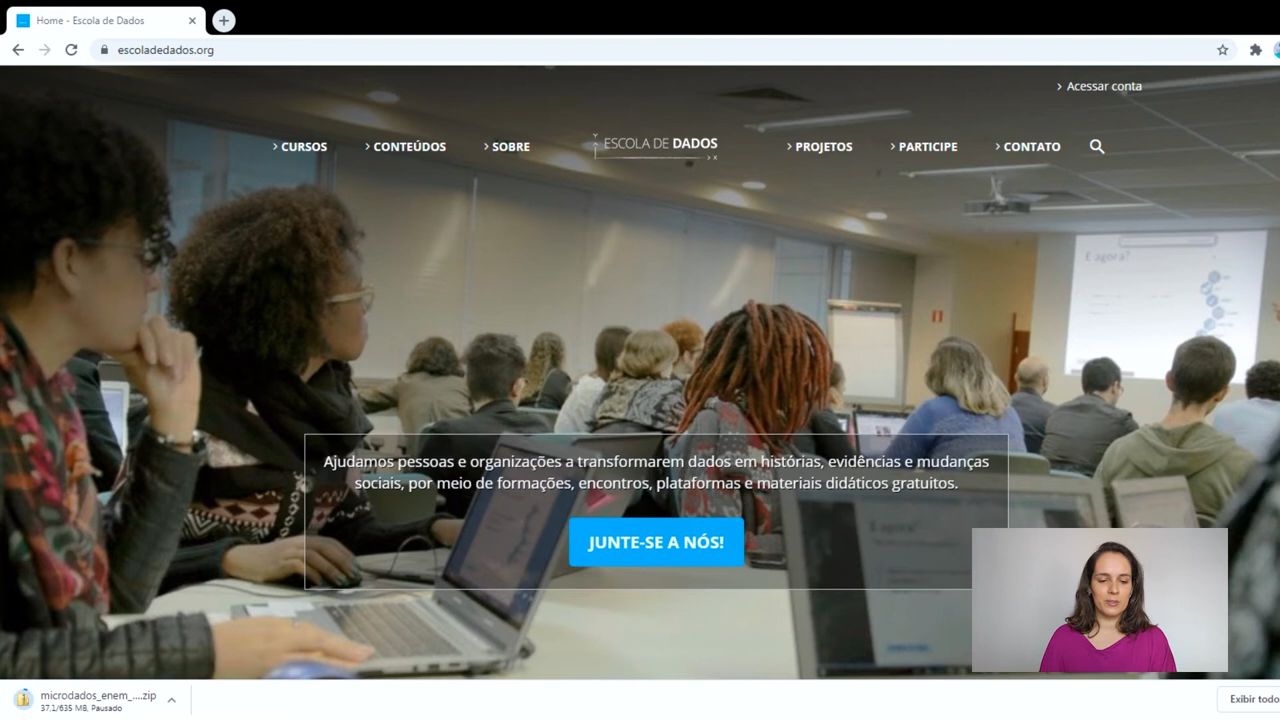 Home - Escola de Dados
escoladedados.org
Acessar conta
CURSOS
CONTEÚDOS
SOBRE
ESCOLA DE DADOS
PROJETOS
PARTICIPE
CONTATO
E agora?
Ajudamos pessoas e organizações a transformarem dados em histórias, evidências e mudanças
sociais, por meio de formações, encontros, plataformas e materiais didáticos gratuitos.
JUNTE-SE A NÓS!
microdados_enem_....zip
37,1/635 MB, Pausado
Exibir todo